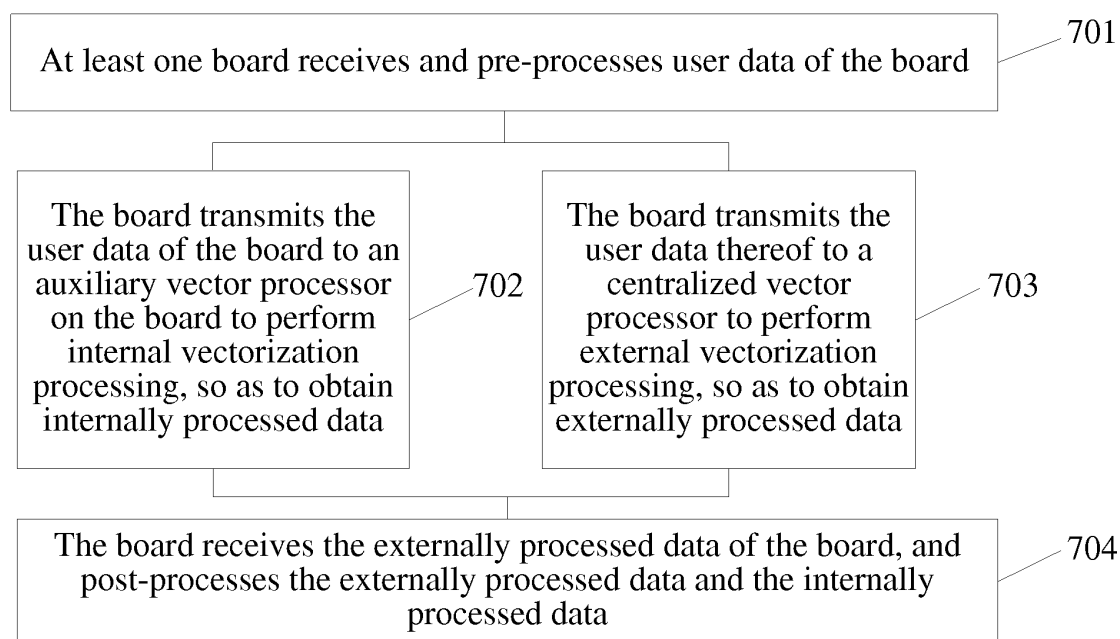 701
At least one board receives and pre-processes user data of the board
The board transmits the
user data of the board to an
auxiliary vector processor
on the board to perform
internal vectorization
processing, so as to obtain
internally processed data
702
The board transmits the
user data thereof to a
centralized vector
processor to perform
external vectorization
processing, so as to obtain
externally processed data
703
The board receives the externally processed data of the board, and
post-processes the externally processed data and the internally
processed data
704